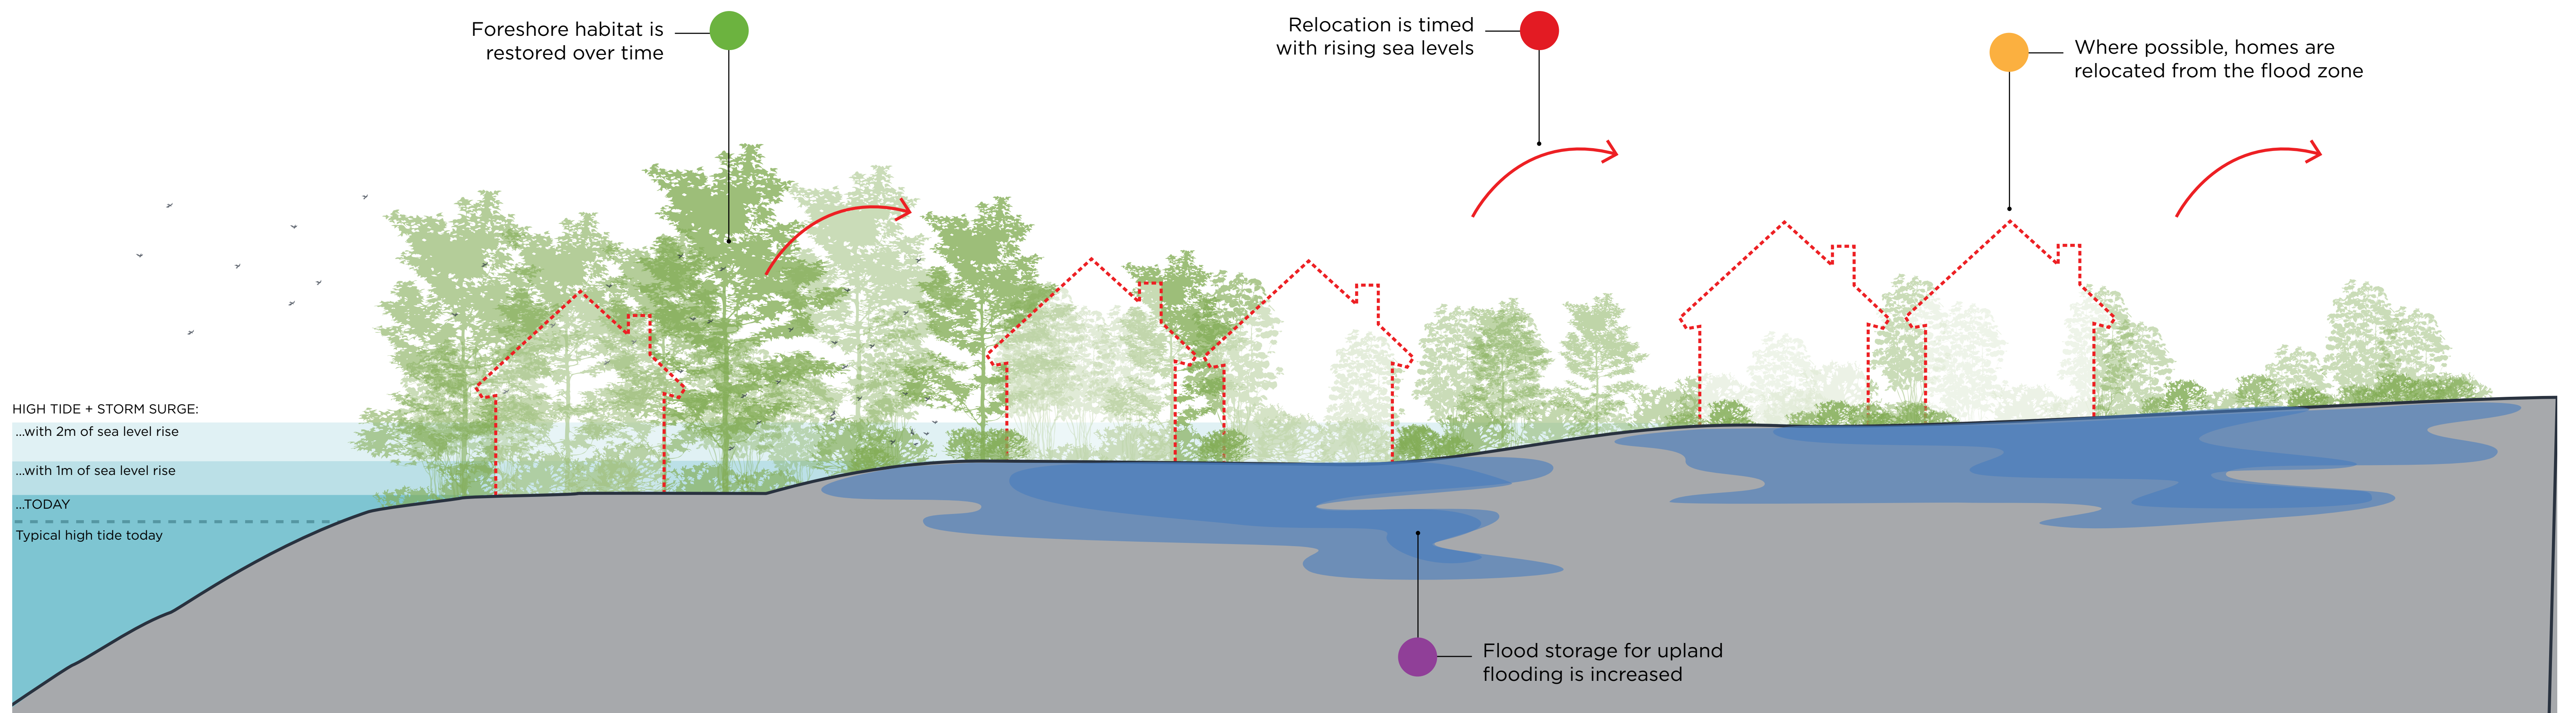 Foreshore habitat is
restored over time
Relocation is timed
with rising sea levels
Where possible, homes are
relocated from the flood zone
HIGH TIDE + STORM SURGE:
...with 2m of sea level rise
...with 1m of sea level rise
...TODAY
Typical high tide today
Flood storage for upland
flooding is increased